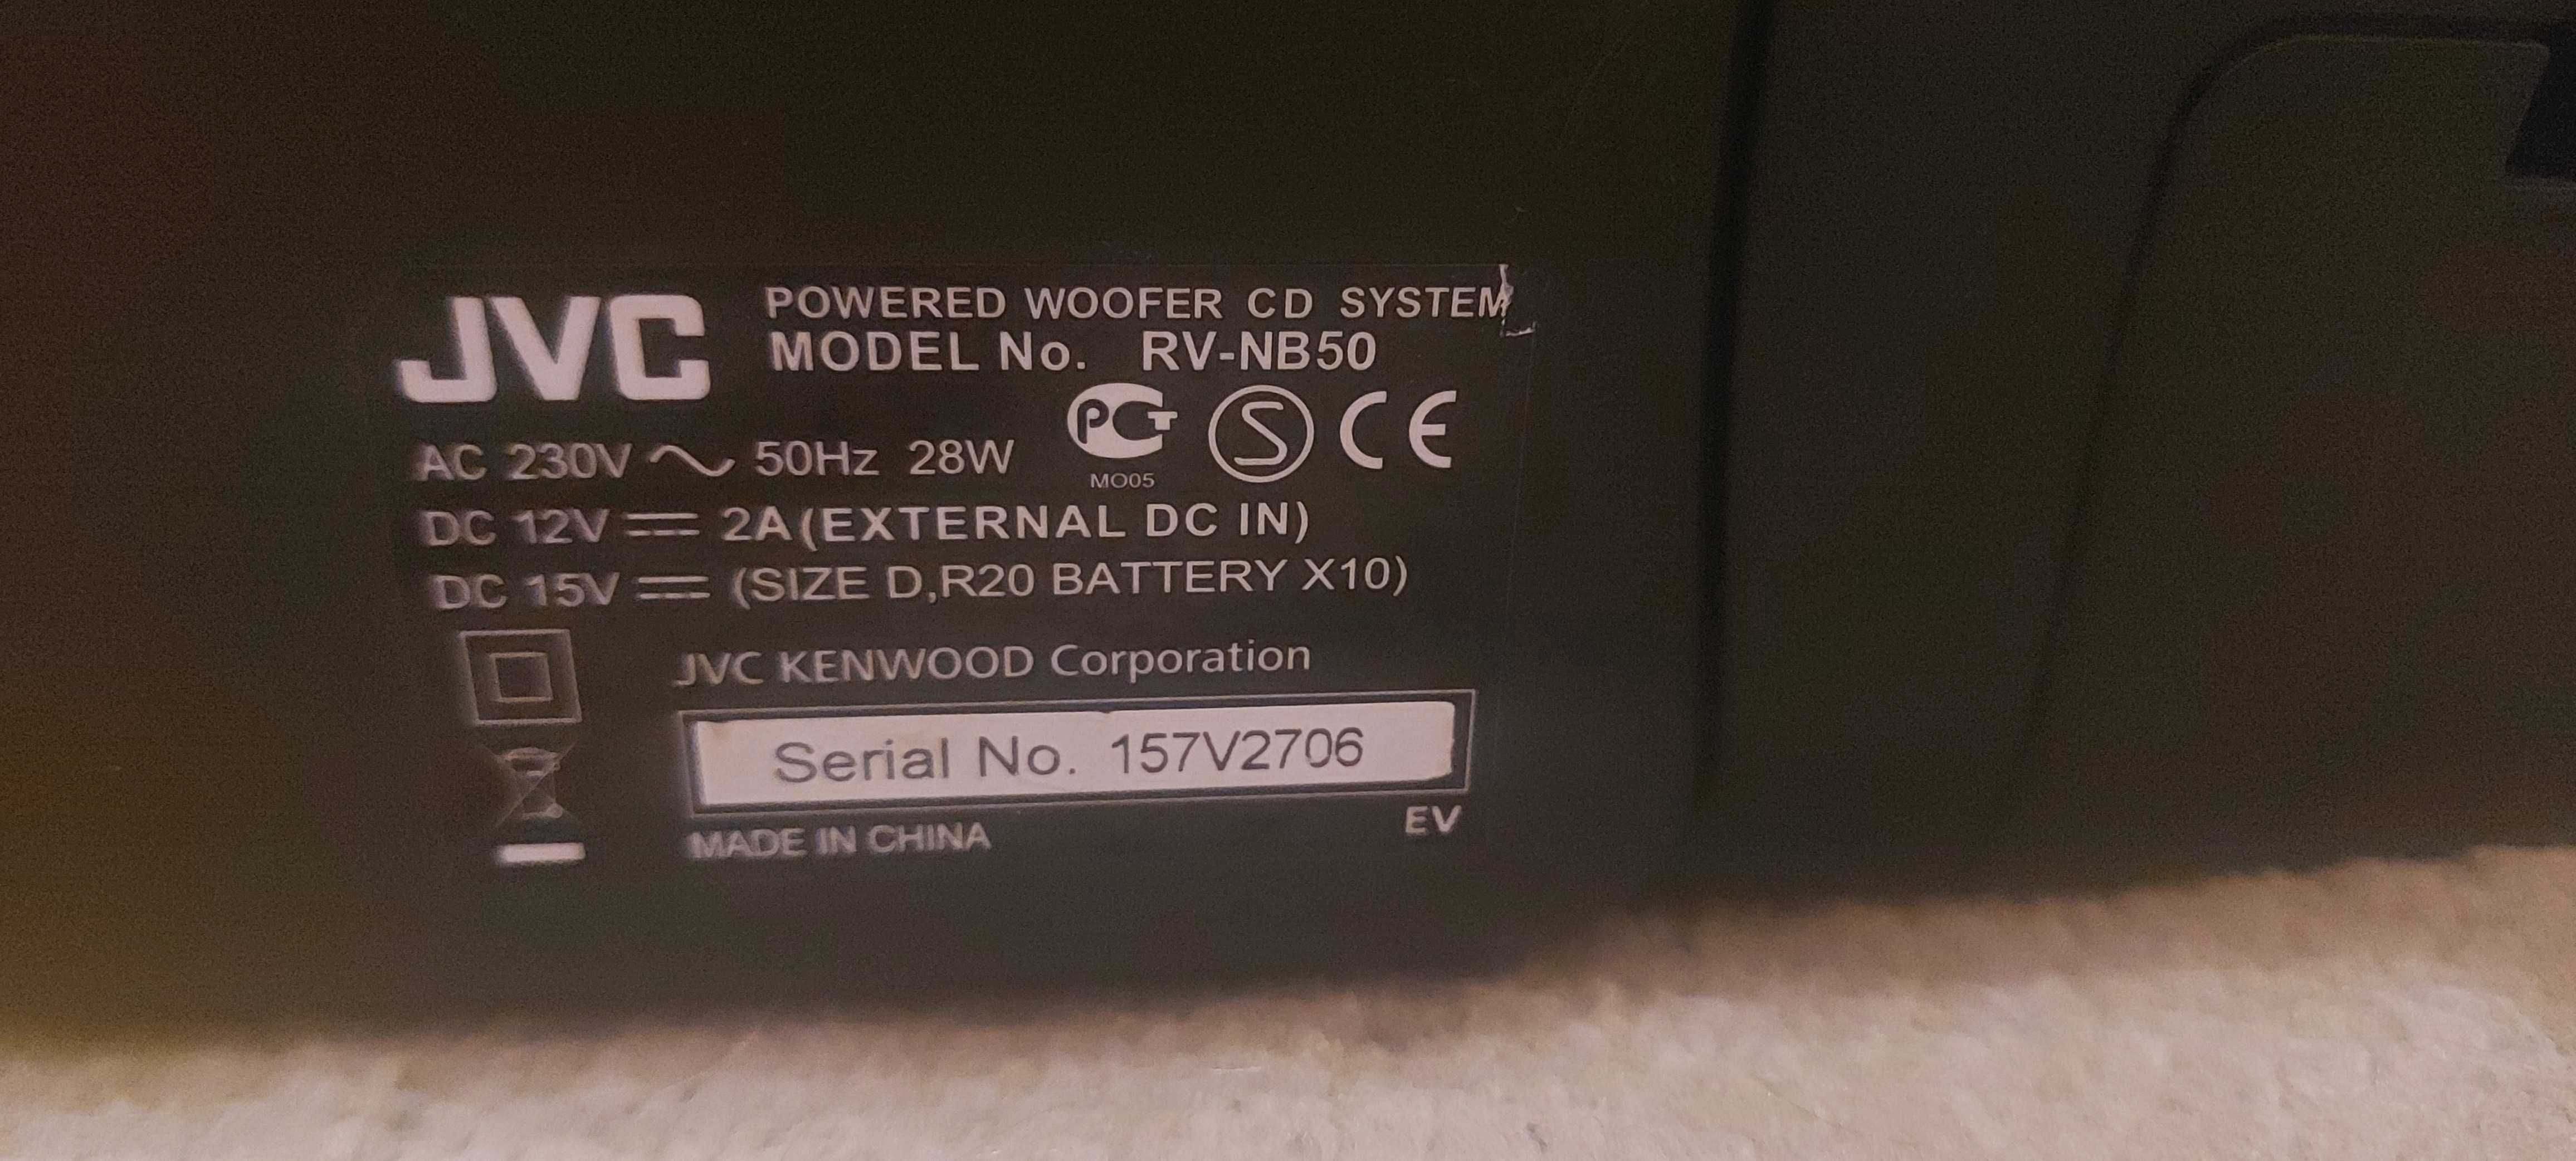 JVC
POWERED WOOFER CD SYSTEM
MODEL No. RV-NB50
AC 230V ~ 50Hz 28W
PCT
MO05
S
CE
DC 12V ⎓ 2A(EXTERNAL DC IN)
DC 15V ⎓ (SIZE D,R20 BATTERY X10)
JVC KENWOOD Corporation
Serial No. 157V2706
MADE IN CHINA
EV